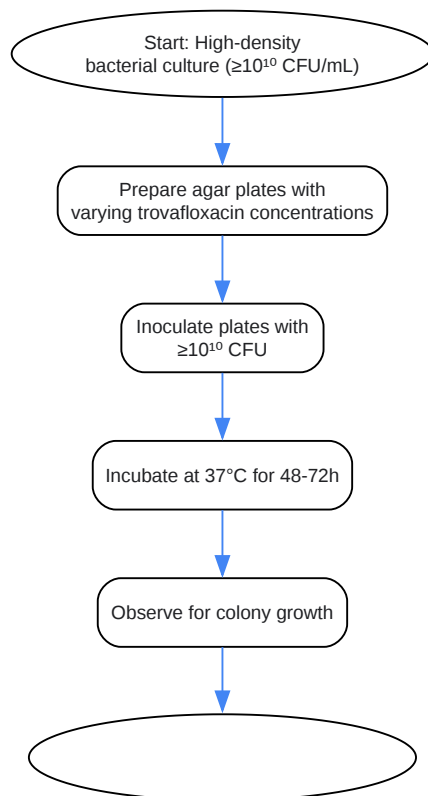 Start: High-density
bacterial culture (≥10¹⁰ CFU/mL)
Prepare agar plates with
varying trovafloxacin concentrations
Inoculate plates with
≥10¹⁰ CFU
Incubate at 37°C for 48-72h
Observe for colony growth